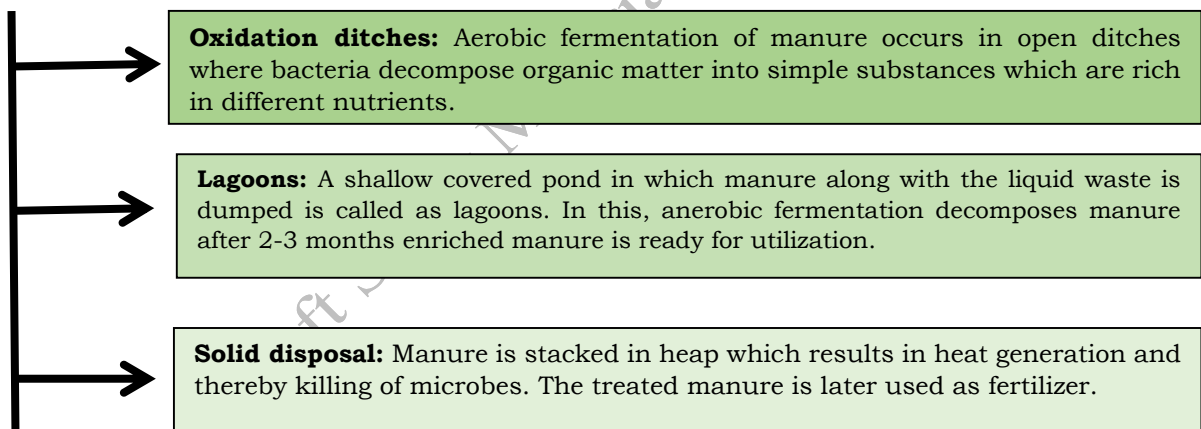 Oxidation ditches: Aerobic fermentation of manure occurs in open ditches
where bacteria decompose organic matter into simple substances which are rich
in different nutrients.
Lagoons: A shallow covered pond in which manure along with the liquid waste is
dumped is called as lagoons. In this, anerobic fermentation decomposes manure
after 2-3 months enriched manure is ready for utilization.
Solid disposal: Manure is stacked in heap which results in heat generation and
thereby killing of microbes. The treated manure is later used as fertilizer.